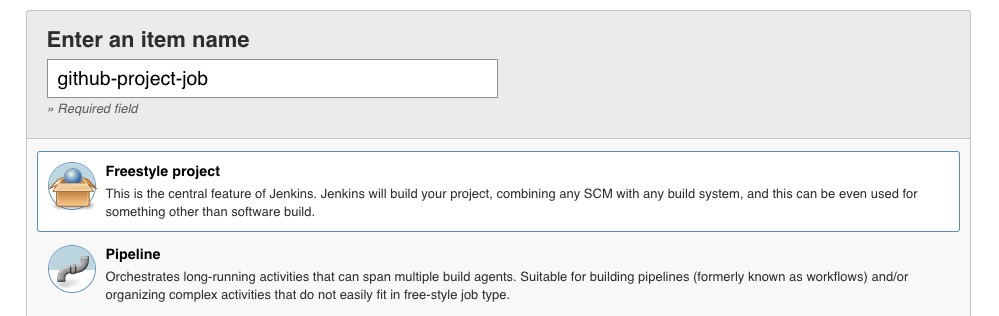 Enter an item name
github-project-job
» Required field
Freestyle project
This is the central feature of Jenkins. Jenkins will build your project, combining any SCM with any build system, and this can be even used for
something other than software build.
Pipeline
Orchestrates long-running activities that can span multiple build agents. Suitable for building pipelines (formerly known as workflows) and/or
organizing complex activities that do not easily fit in free-style job type.